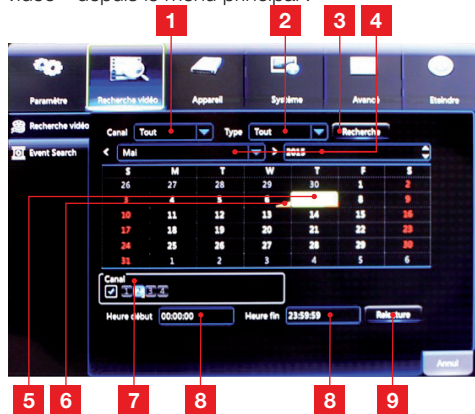 vidéo " depuis le menu principal :
1 2 3 4
Paramètre Recherche vidéo Appareil Système Avancé Eteindre
Recherche vidéo
Event Search
Canal Tout Type Tout Recherche
< Mai > 2015
S M T W T F S
26 27 28 29 30 1 2
3 4 5 6 8 9
10 11 12 13 14 15 16
17 18 19 20 21 22 23
24 25 26 27 28 29 30
31 1 2 3 4 5 6
Canal
1 2 3 4
Heure début 00:00:00 Heure fin 23:59:59 Relecture
Annul
5 6 7 8 8 9